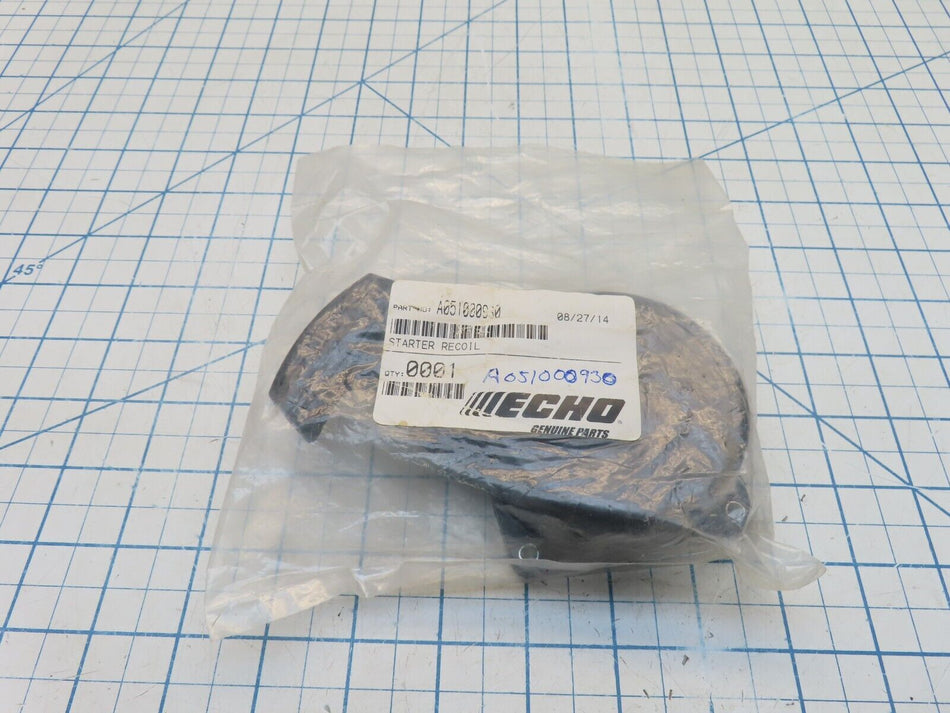 45°
PART NO: A051000930
08/27/14
STARTER RECOIL
QTY: 0001
A051000930
ECHO
GENUINE PARTS